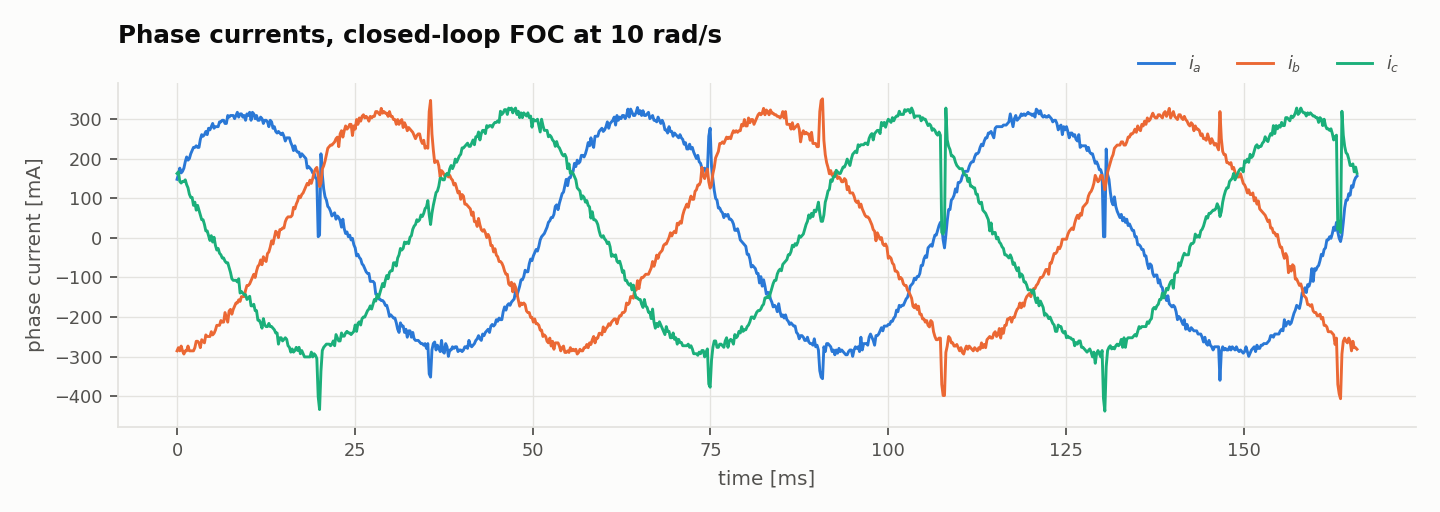 Phase currents, closed-loop FOC at 10 rad/s
i_a i_b i_c
phase current [mA]
300
200
100
0
−100
−200
−300
−400
0 25 50 75 100 125 150
time [ms]